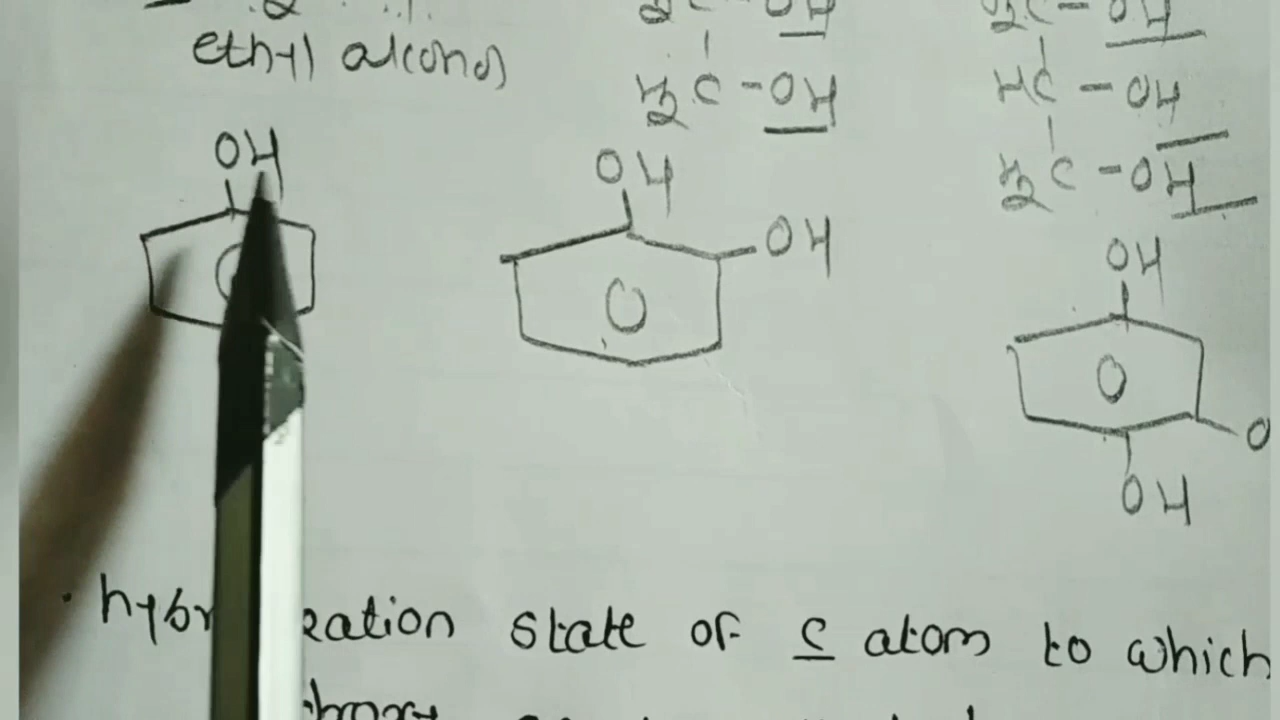 ethyl alcohol
H2C - OH
H2C - OH
H2C - OH
HC - OH
H2C - OH
OH
OH
OH
OH
O
OH
state of C atom to which